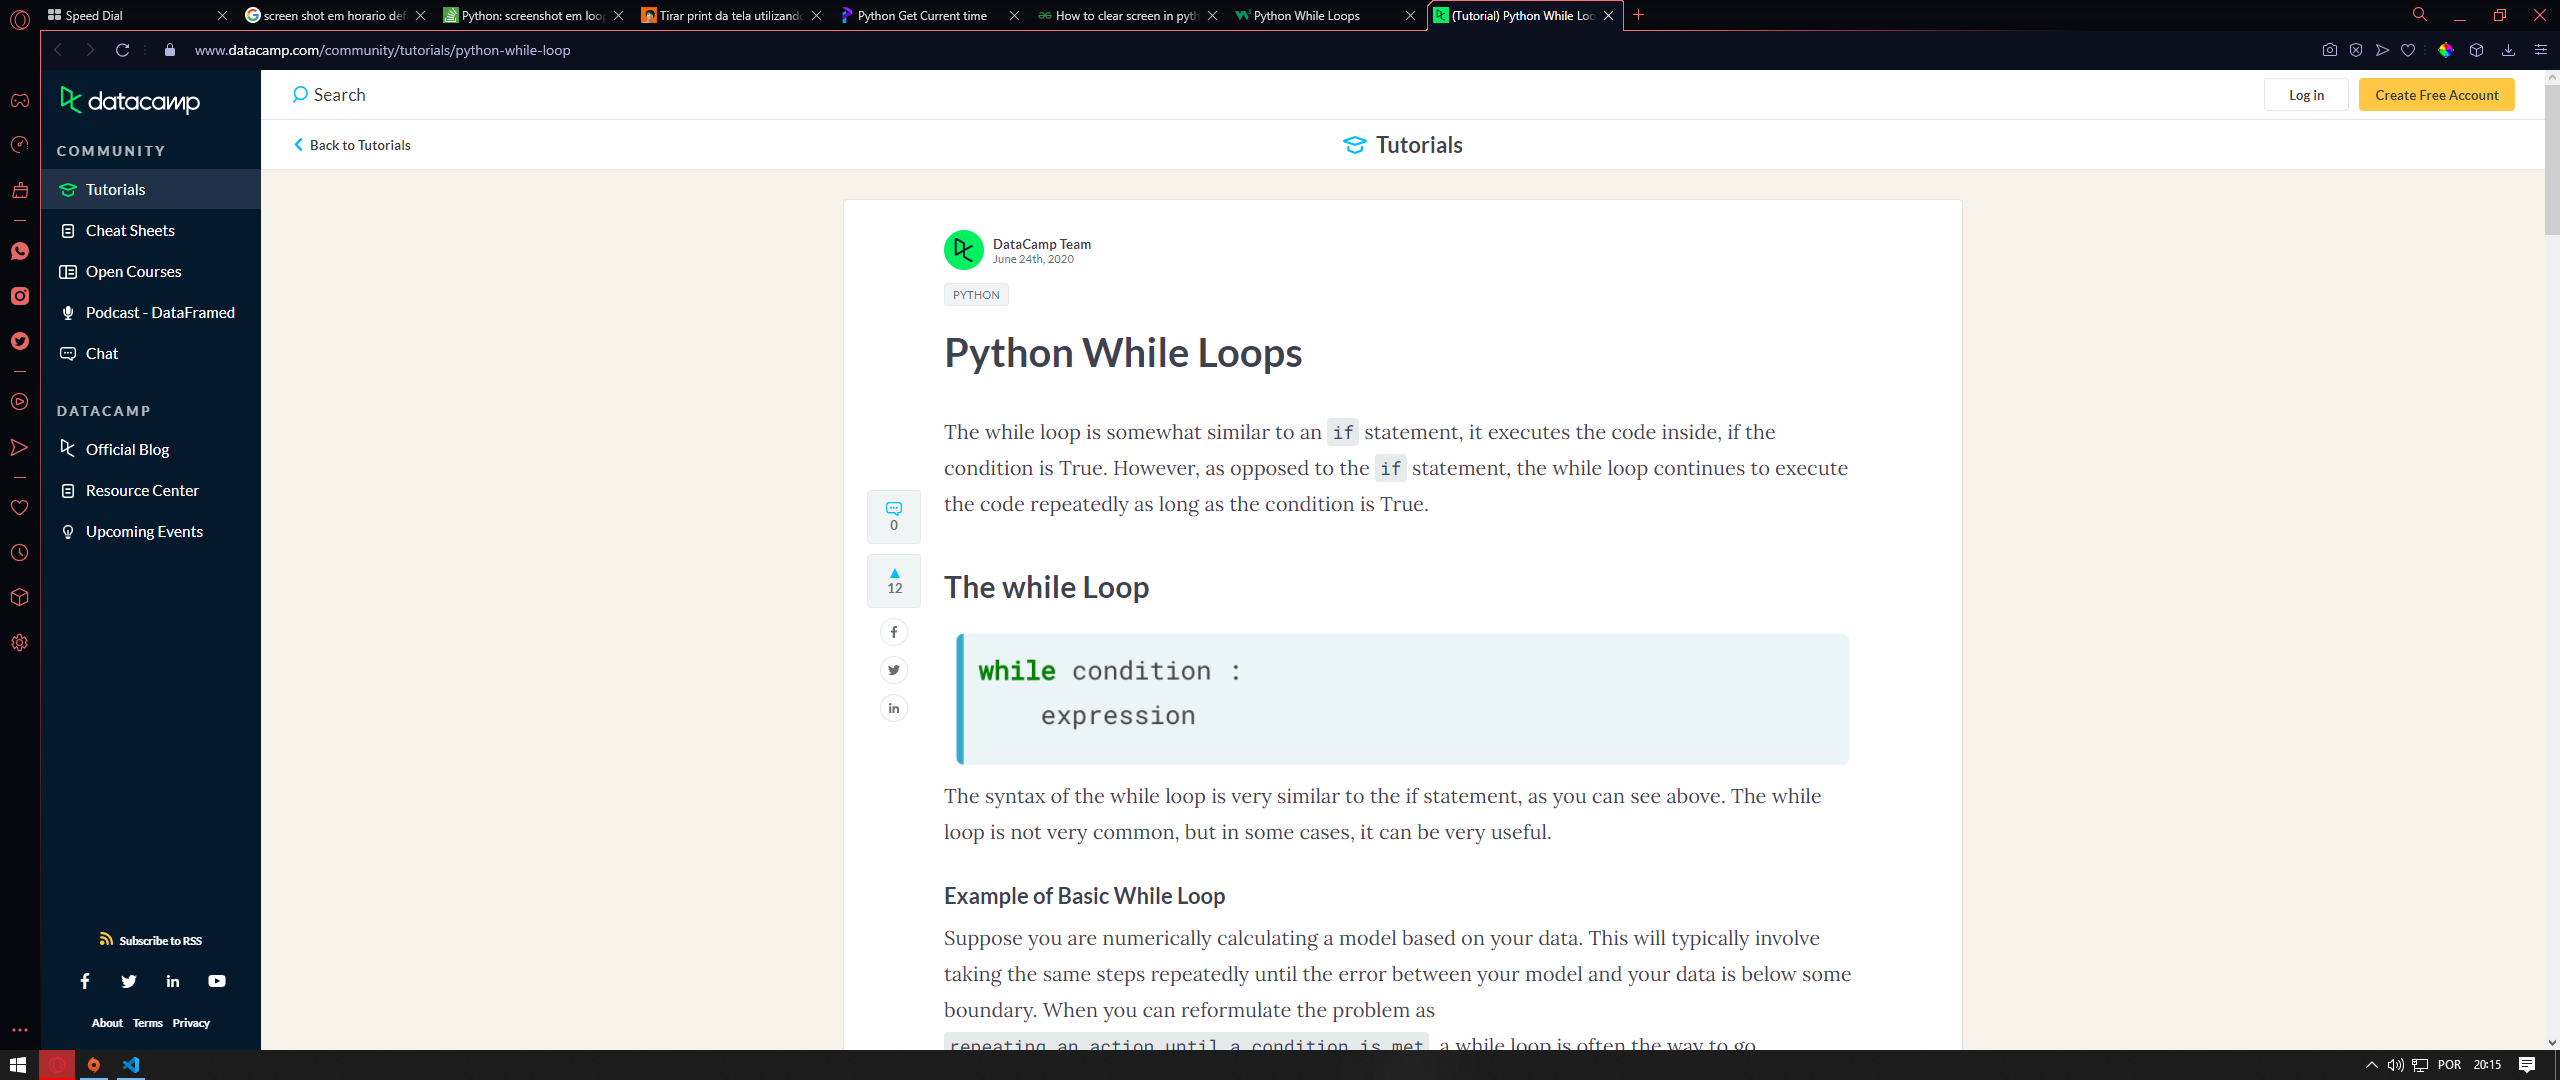 Speed Dial
screen shot em horario def
Python: screenshot em loo
Tirar print da tela utilizand
Python Get Current time
How to clear screen in pyth
Python While Loops
(Tutorial) Python While Lo
www.datacamp.com/community/tutorials/python-while-loop
datacamp
Search
Log in
Create Free Account
Back to Tutorials
Tutorials
COMMUNITY
Tutorials
Cheat Sheets
Open Courses
Podcast - DataFramed
Chat
DATACAMP
Official Blog
Resource Center
Upcoming Events
Subscribe to RSS
About Terms Privacy
DataCamp Team
June 24th, 2020
PYTHON
Python While Loops
The while loop is somewhat similar to an if statement, it executes the code inside, if the
condition is True. However, as opposed to the if statement, the while loop continues to execute
the code repeatedly as long as the condition is True.
0
12
The while Loop
while condition :
expression
The syntax of the while loop is very similar to the if statement, as you can see above. The while
loop is not very common, but in some cases, it can be very useful.
Example of Basic While Loop
Suppose you are numerically calculating a model based on your data. This will typically involve
taking the same steps repeatedly until the error between your model and your data is below some
boundary. When you can reformulate the problem as
repeating an action until a condition is met, a while loop is often the way to go.
POR 20:15